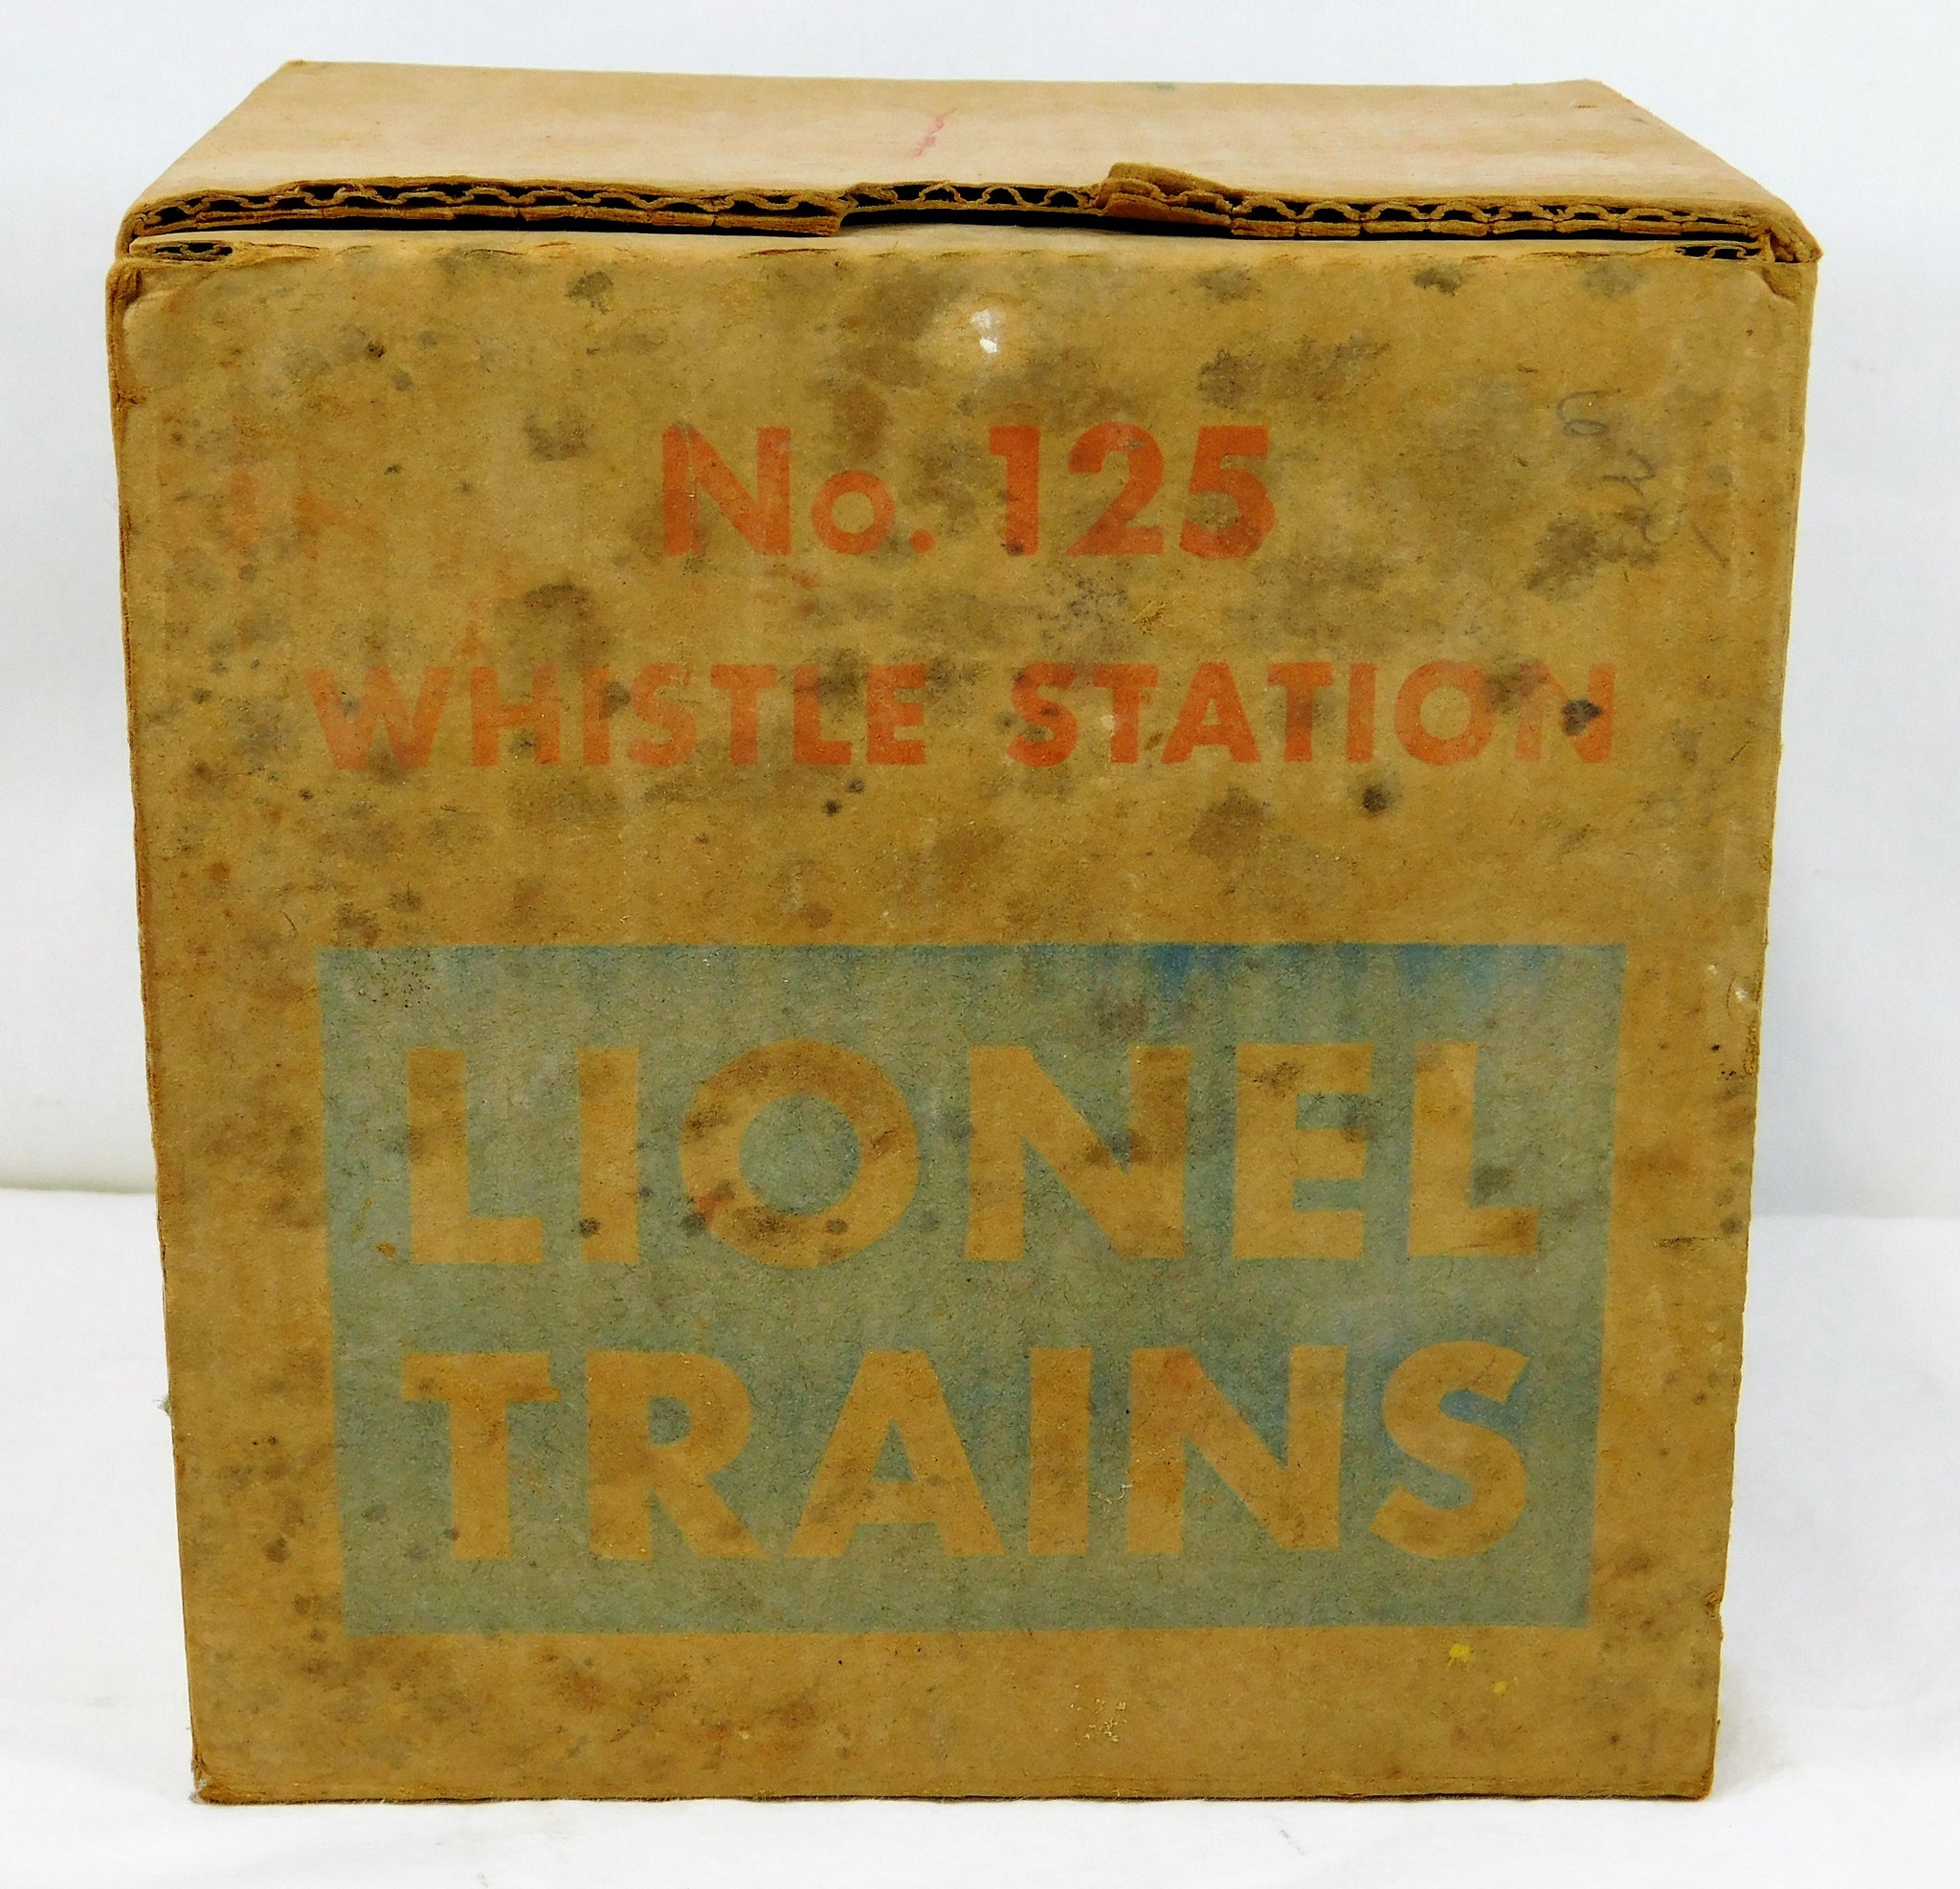 No. 125
WHISTLE STATION
LIONEL
TRAINS